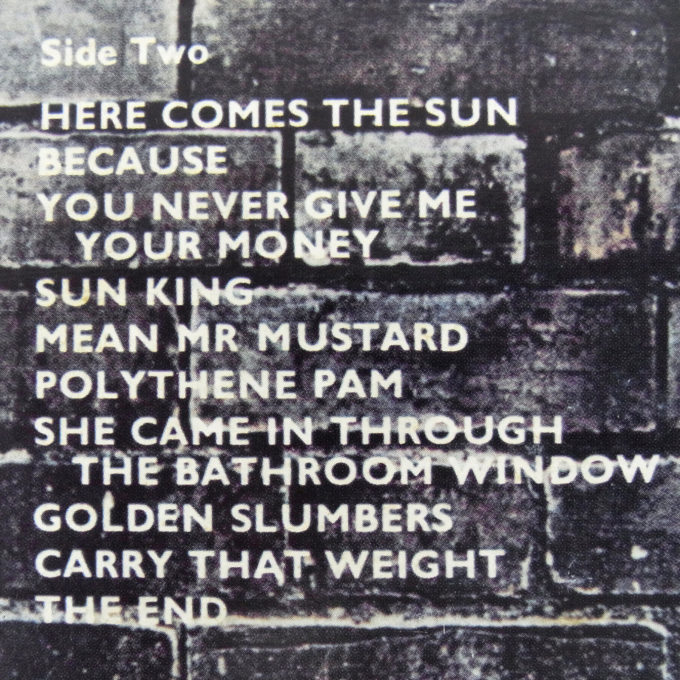 Side Two
HERE COMES THE SUN
BECAUSE
YOU NEVER GIVE ME
YOUR MONEY
SUN KING
MEAN MR MUSTARD
POLYTHENE PAM
SHE CAME IN THROUGH
THE BATHROOM WINDOW
GOLDEN SLUMBERS
CARRY THAT WEIGHT
THE END